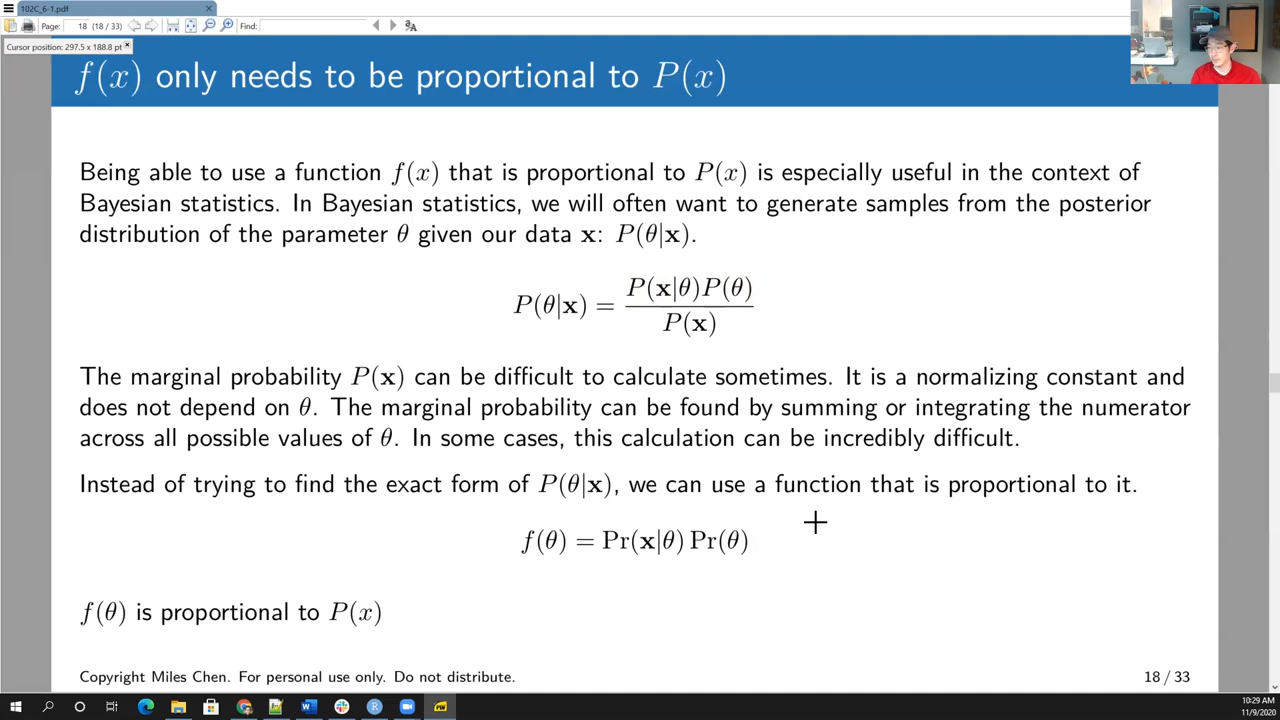 102C_6-1.pdf ×
Page: 18 (18 / 33) Find:
Cursor position: 297.5 x 188.8 pt ×
f(x) only needs to be proportional to P(x)
Being able to use a function f(x) that is proportional to P(x) is especially useful in the context of
Bayesian statistics. In Bayesian statistics, we will often want to generate samples from the posterior
distribution of the parameter θ given our data x: P(θ|x).
P(θ|x) = P(x|θ)P(θ) / P(x)
The marginal probability P(x) can be difficult to calculate sometimes. It is a normalizing constant and
does not depend on θ. The marginal probability can be found by summing or integrating the numerator
across all possible values of θ. In some cases, this calculation can be incredibly difficult.
Instead of trying to find the exact form of P(θ|x), we can use a function that is proportional to it.
f(θ) = Pr(x|θ) Pr(θ)
f(θ) is proportional to P(x)
Copyright Miles Chen. For personal use only. Do not distribute. 18 / 33
10:29 AM
11/9/2020